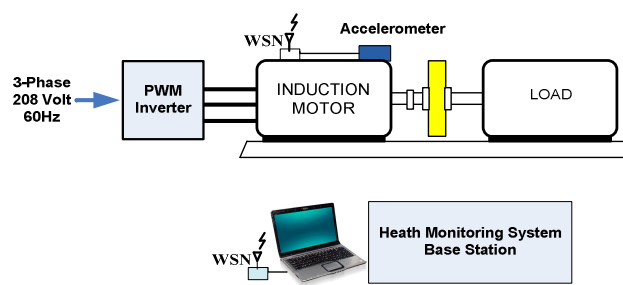 Accelerometer
WSN
3-Phase
208 Volt
60Hz
PWM
Inverter
INDUCTION
MOTOR
LOAD
WSN
Heath Monitoring System
Base Station